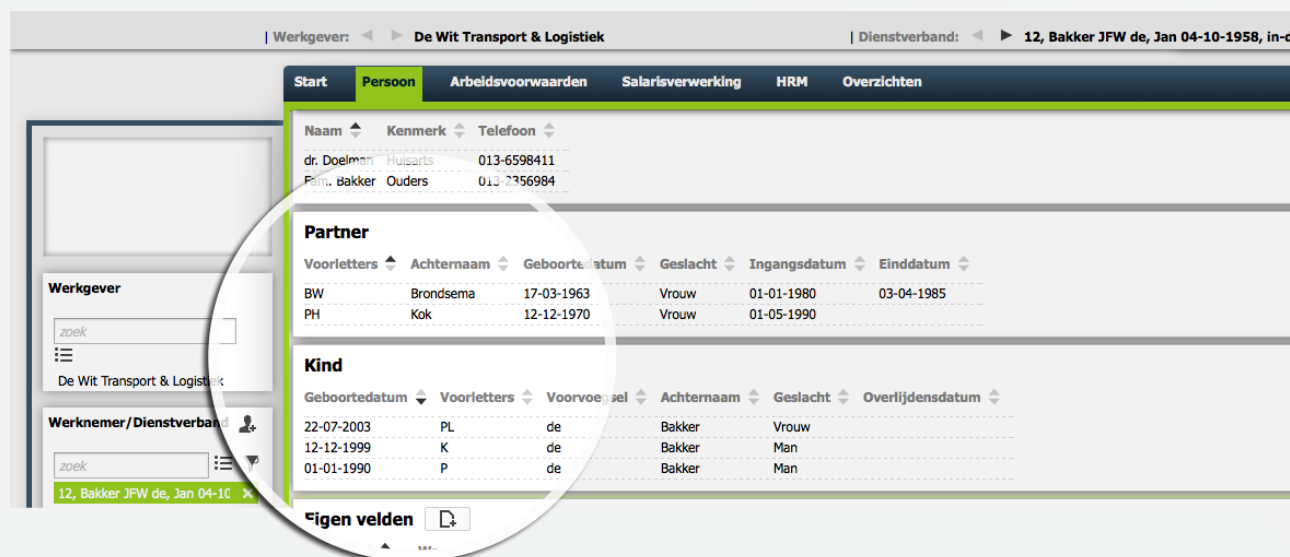 | Werkgever: De Wit Transport & Logistiek | Dienstverband: 12, Bakker JFW de, Jan 04-10-1958,
Start Persoon Arbeidsvoorwaarden Salarisverwerking HRM Overzichten
Naam Kenmerk Telefoon
dr. Doelman Huisarts 013-6598411
Fam. Bakker Ouders 013-2356984
Partner
Voorletters Achternaam Geboortedatum Geslacht Ingangsdatum Einddatum
BW Brondsema 17-03-1963 Vrouw 01-01-1980 03-04-1985
PH Kok 12-12-1970 Vrouw 01-05-1990
Kind
Geboortedatum Voorletters Voorvoegsel Achternaam Geslacht Overlijdensdatum
22-07-2003 PL de Bakker Vrouw
12-12-1999 K de Bakker Man
01-01-1990 P de Bakker Man
Eigen velden
Werkgever
zoek
De Wit Transport & Logistiek
Werknemer/Dienstverband
zoek
12, Bakker JFW de, Jan 04-10